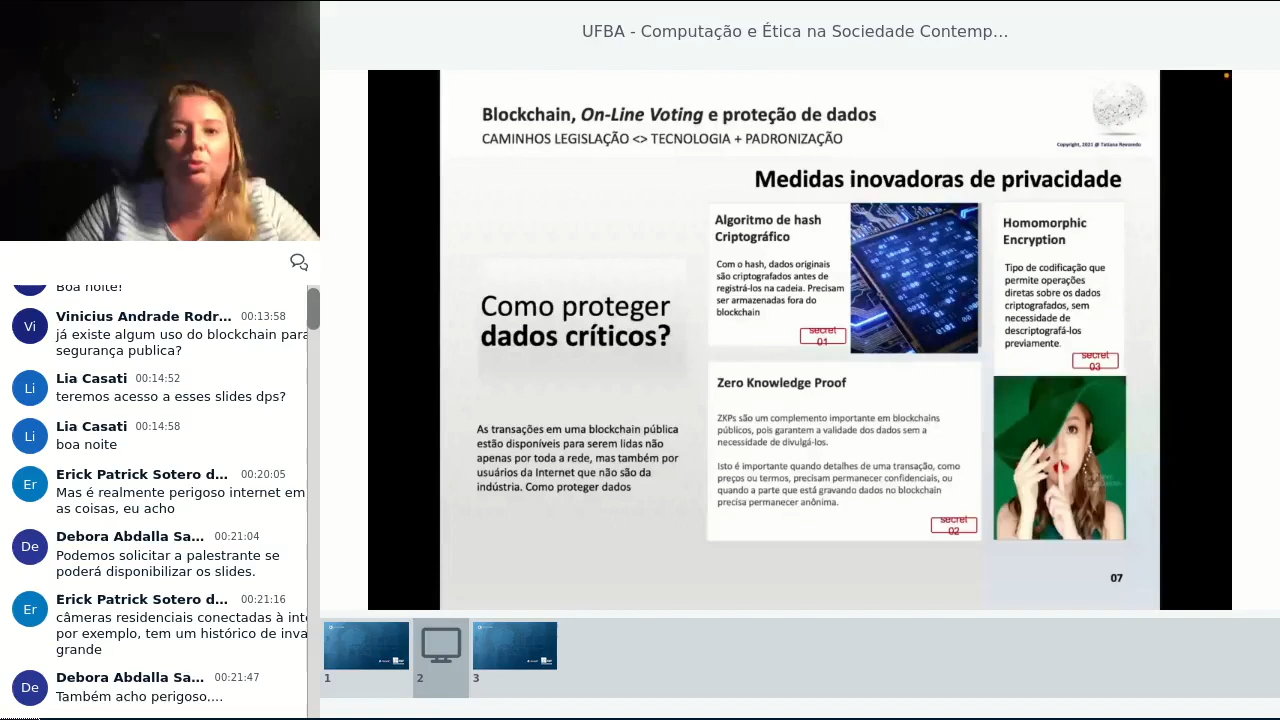 UFBA - Computação e Ética na Sociedade Contemp...
Boa noite!
Vi
Vinicius Andrade Rodr... 00:13:58
já existe algum uso do blockchain para
segurança publica?
Li
Lia Casati 00:14:52
teremos acesso a esses slides dps?
Li
Lia Casati 00:14:58
boa noite
Er
Erick Patrick Sotero d... 00:20:05
Mas é realmente perigoso internet em
as coisas, eu acho
De
Debora Abdalla Sa... 00:21:04
Podemos solicitar a palestrante se
poderá disponibilizar os slides.
Er
Erick Patrick Sotero d... 00:21:16
câmeras residenciais conectadas à inte
por exemplo, tem um histórico de inva
grande
De
Debora Abdalla Sa... 00:21:47
Também acho perigoso....
Blockchain, On-Line Voting e proteção de dados
CAMINHOS LEGISLAÇÃO <> TECNOLOGIA + PADRONIZAÇÃO
Copyright, 2021 @ Tatiana Revoredo
Medidas inovadoras de privacidade
Como proteger
dados críticos?
As transações em uma blockchain pública
estão disponíveis para serem lidas não
apenas por toda a rede, mas também por
usuários da Internet que não são da
indústria. Como proteger dados
Algoritmo de hash
Criptográfico
Com o hash, dados originais
são criptografados antes de
registrá-los na cadeia. Precisam
ser armazenadas fora do
blockchain
secret
01
Homomorphic
Encryption
Tipo de codificação que
permite operações
diretas sobre os dados
criptografados, sem
necessidade de
descriptografá-los
previamente.
secret
03
Zero Knowledge Proof
ZKPs são um complemento importante em blockchains
públicos, pois garantem a validade dos dados sem a
necessidade de divulgá-los.
Isto é importante quando detalhes de uma transação, como
preços ou termos, precisam permanecer confidenciais, ou
quando a parte que está gravando dados no blockchain
precisa permanecer anônima.
secret
02
07
1
2
3